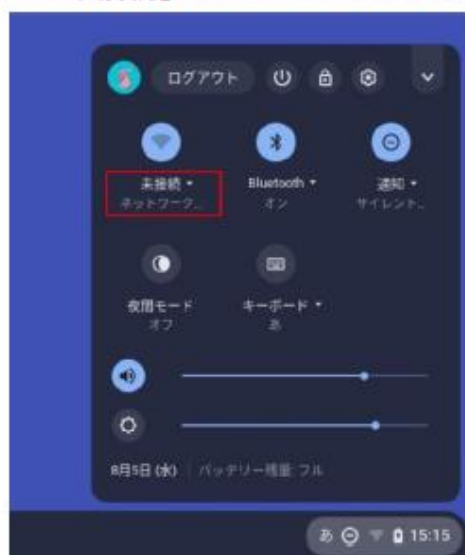 ログアウト
未接続
ネットワーク...
Bluetooth
オン
通知
サイレント...
夜間モード
オフ
キーボード
あ
8月5日 (水) | バッテリー残量: フル
あ 15:15